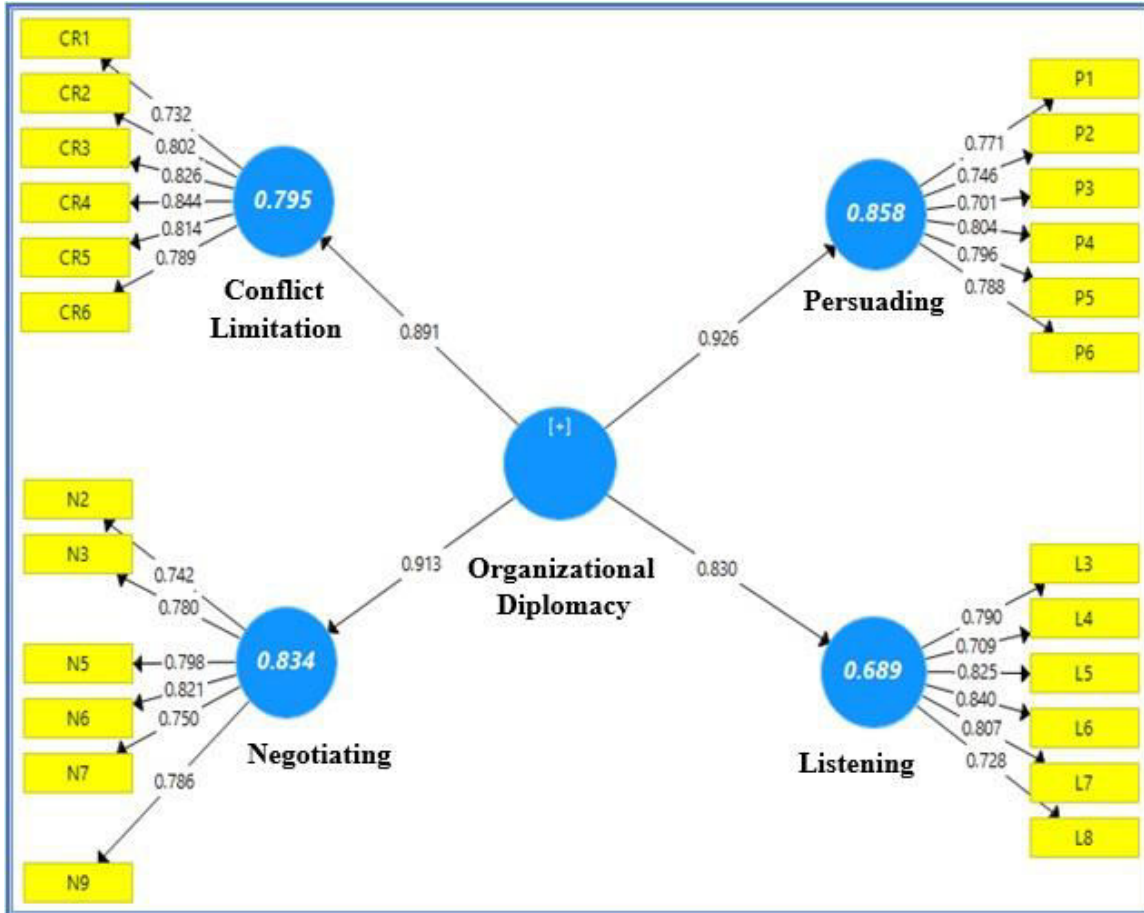 CR1
CR2
CR3
CR4
CR5
CR6
0.732
0.802
0.826
0.844
0.814
0.789
0.795
Conflict
Limitation
0.891
P1
P2
P3
P4
P5
P6
0.771
0.746
0.701
0.804
0.796
0.788
0.858
Persuading
0.926
[+]
Organizational
Diplomacy
N2
N3
N5
N6
N7
N9
0.742
0.780
0.798
0.821
0.750
0.786
0.834
Negotiating
0.913
L3
L4
L5
L6
L7
L8
0.790
0.709
0.825
0.840
0.807
0.728
0.689
Listening
0.830